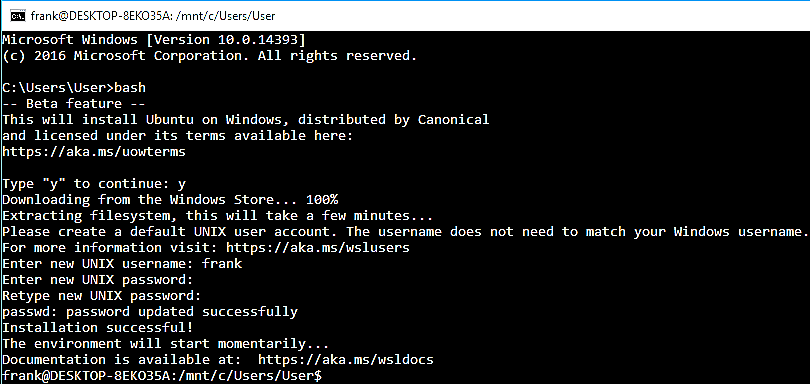 frank@DESKTOP-8EKO35A: /mnt/c/Users/User
Microsoft Windows [Version 10.0.14393]
(c) 2016 Microsoft Corporation. All rights reserved.
C:\Users\User>bash
-- Beta feature --
This will install Ubuntu on Windows, distributed by Canonical
and licensed under its terms available here:
https://aka.ms/uowterms
Type "y" to continue: y
Downloading from the Windows Store... 100%
Extracting filesystem, this will take a few minutes...
Please create a default UNIX user account. The username does not need to match your Windows username.
For more information visit: https://aka.ms/wslusers
Enter new UNIX username: frank
Enter new UNIX password:
Retype new UNIX password:
passwd: password updated successfully
Installation successful!
The environment will start momentarily...
Documentation is available at:  https://aka.ms/wsldocs
frank@DESKTOP-8EKO35A:/mnt/c/Users/User$